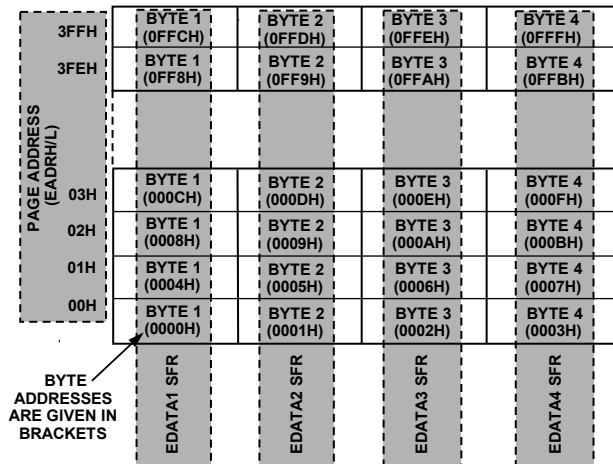 3FFH
BYTE 1
(0FFCH)
BYTE 2
(0FFDH)
BYTE 3
(0FFEH)
BYTE 4
(0FFFH)
3FEH
BYTE 1
(0FF8H)
BYTE 2
(0FF9H)
BYTE 3
(0FFAH)
BYTE 4
(0FFBH)
PAGE ADDRESS
(EADRH/L)
03H
BYTE 1
(000CH)
BYTE 2
(000DH)
BYTE 3
(000EH)
BYTE 4
(000FH)
02H
BYTE 1
(0008H)
BYTE 2
(0009H)
BYTE 3
(000AH)
BYTE 4
(000BH)
01H
BYTE 1
(0004H)
BYTE 2
(0005H)
BYTE 3
(0006H)
BYTE 4
(0007H)
00H
BYTE 1
(0000H)
BYTE 2
(0001H)
BYTE 3
(0002H)
BYTE 4
(0003H)
BYTE
ADDRESSES
ARE GIVEN IN
BRACKETS
EDATA1 SFR
EDATA2 SFR
EDATA3 SFR
EDATA4 SFR